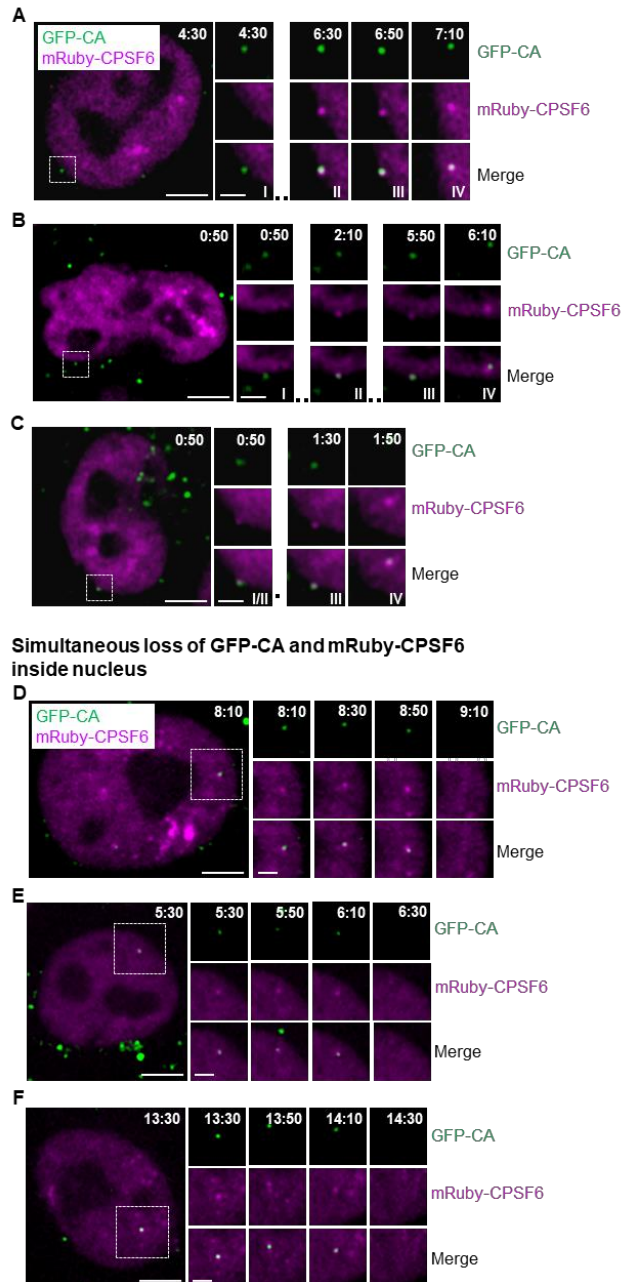 A
GFP-CA
mRuby-CPSF6
4:30
4:30
6:30
6:50
7:10
GFP-CA
mRuby-CPSF6
Merge
I
II
III
IV
B
0:50
0:50
2:10
5:50
6:10
GFP-CA
mRuby-CPSF6
Merge
I
II
III
IV
C
0:50
0:50
1:30
1:50
GFP-CA
mRuby-CPSF6
Merge
I/II
III
IV
Simultaneous loss of GFP-CA and mRuby-CPSF6
inside nucleus
D
GFP-CA
mRuby-CPSF6
8:10
8:10
8:30
8:50
9:10
GFP-CA
mRuby-CPSF6
Merge
E
5:30
5:30
5:50
6:10
6:30
GFP-CA
mRuby-CPSF6
Merge
F
13:30
13:30
13:50
14:10
14:30
GFP-CA
mRuby-CPSF6
Merge